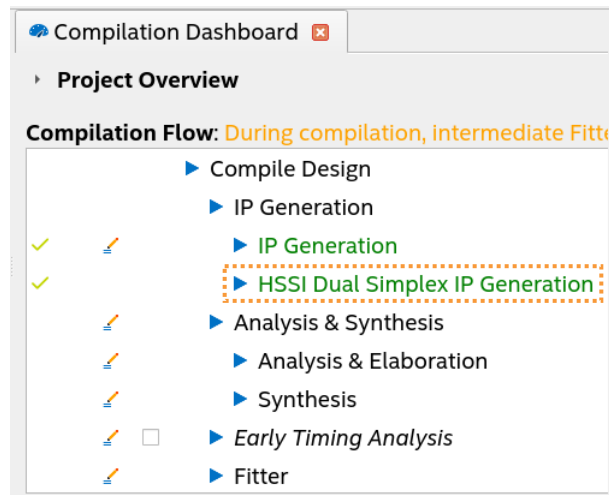 Compilation Dashboard
Project Overview
Compilation Flow: During compilation, intermediate Fitte
Compile Design
IP Generation
IP Generation
HSSI Dual Simplex IP Generation
Analysis & Synthesis
Analysis & Elaboration
Synthesis
Early Timing Analysis
Fitter